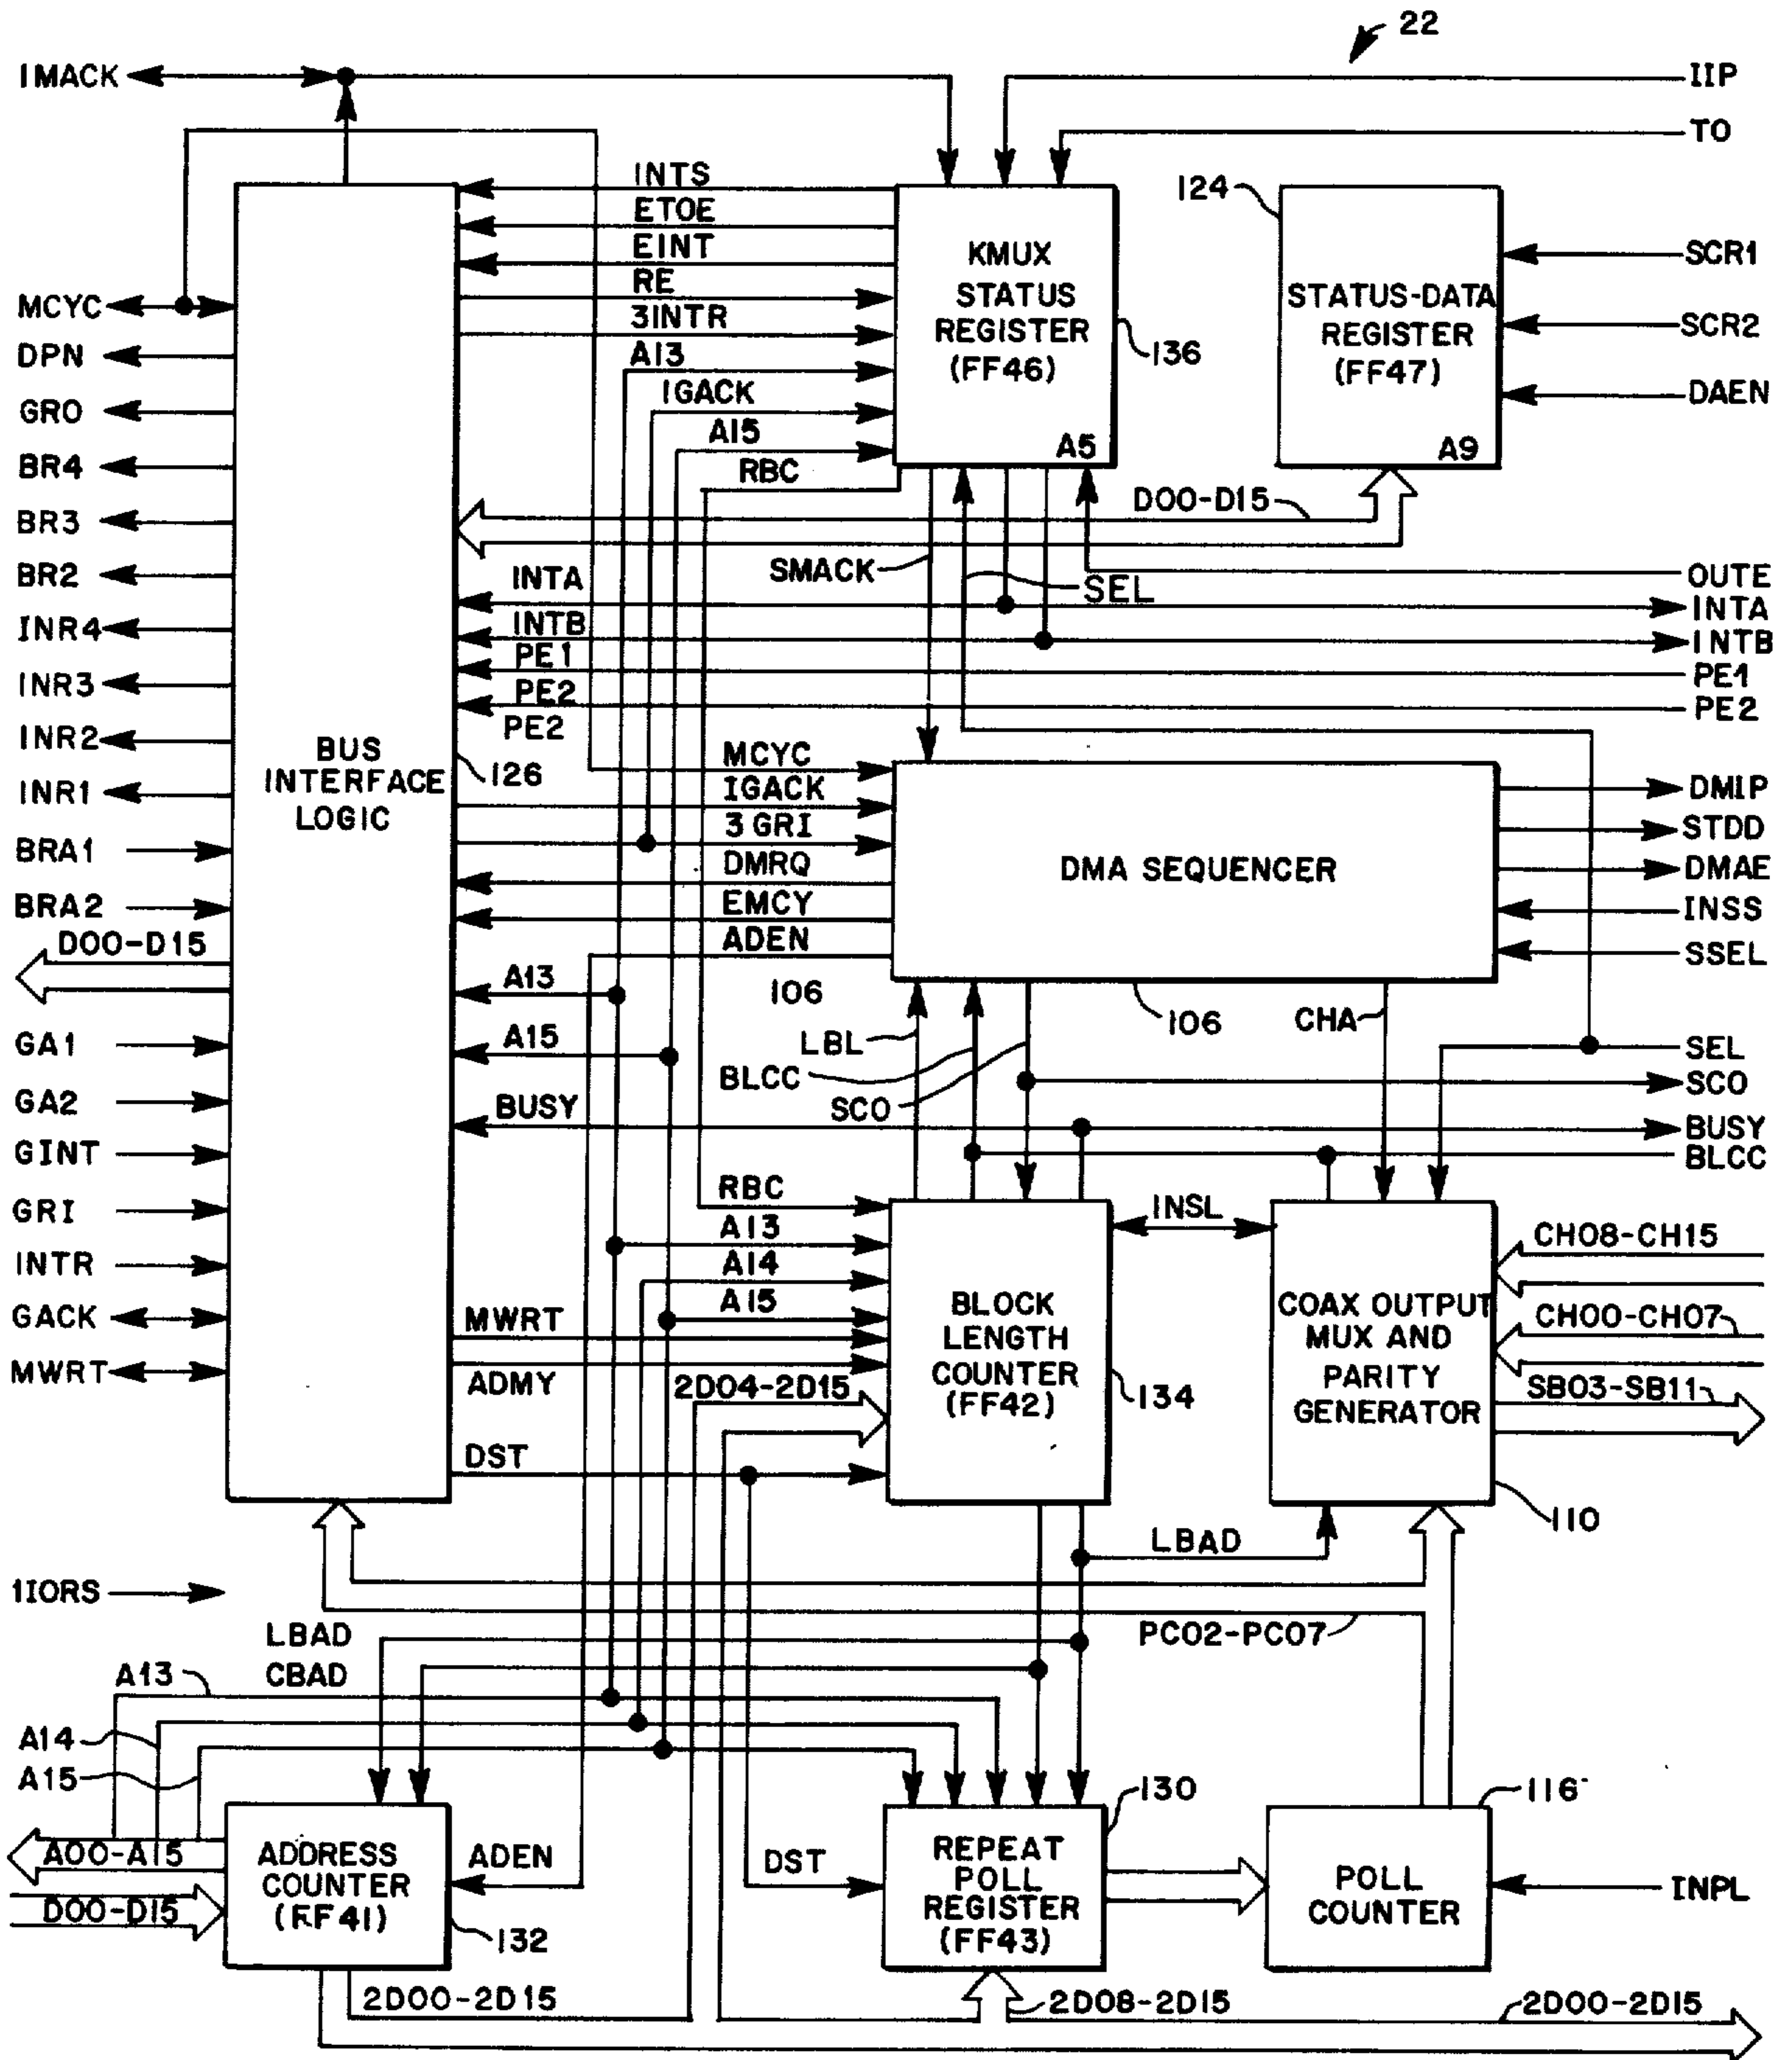 22
IMACK
IIP
TO
INTS
ETOE
EINT
RE
3INTR
A13
IGACK
A15
RBC
KMUX
STATUS
REGISTER
(FF46)
A5
136
124
STATUS-DATA
REGISTER
(FF47)
A9
SCR1
SCR2
DAEN
MCYC
DPN
GRO
BR4
BR3
BR2
INR4
INR3
INR2
INR1
BRA1
BRA2
D00-D15
GA1
GA2
GINT
GRI
INTR
GACK
MWRT
1IORS
BUS
INTERFACE
LOGIC
126
D00-D15
SMACK
SEL
INTA
INTB
PE1
PE2
PE2
OUTE
INTA
INTB
PE1
PE2
MCYC
IGACK
3 GRI
DMRQ
EMCY
ADEN
DMA SEQUENCER
106
106
DMIP
STDD
DMAE
INSS
SSEL
A13
A15
BUSY
LBL
BLCC
SCO
CHA
SEL
SCO
BUSY
BLCC
RBC
A13
A14
A15
MWRT
ADMY
2D04-2D15
DST
BLOCK
LENGTH
COUNTER
(FF42)
134
INSL
COAX OUTPUT
MUX AND
PARITY
GENERATOR
110
CH08-CH15
CH00-CH07
SB03-SB11
LBAD
PC02-PC07
LBAD
CBAD
A13
A14
A15
A00-A15
D00-D15
ADDRESS
COUNTER
(FF41)
132
ADEN
DST
REPEAT
POLL
REGISTER
(FF43)
130
POLL
COUNTER
116
INPL
2D00-2D15
2D08-2D15
2D00-2D15